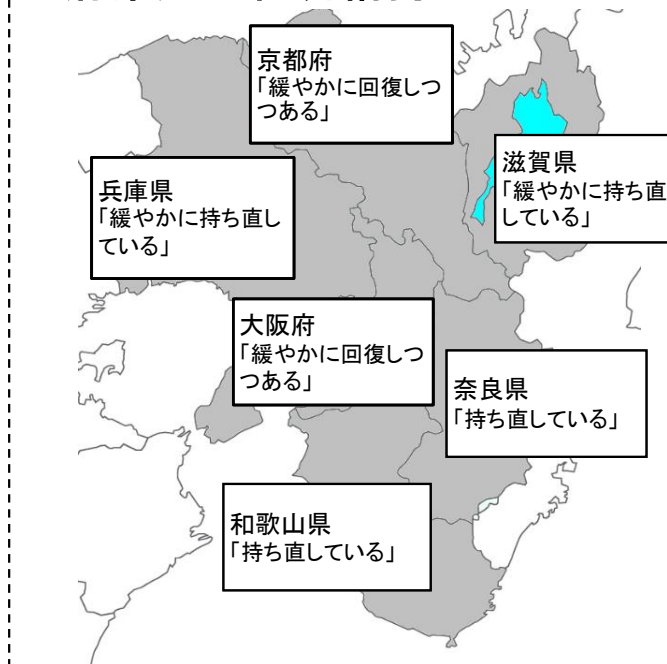 京都府
「緩やかに回復しつ
つある」
滋賀県
「緩やかに持ち直
している」
兵庫県
「緩やかに持ち直し
ている」
大阪府
「緩やかに回復しつ
つある」
奈良県
「持ち直している」
和歌山県
「持ち直している」